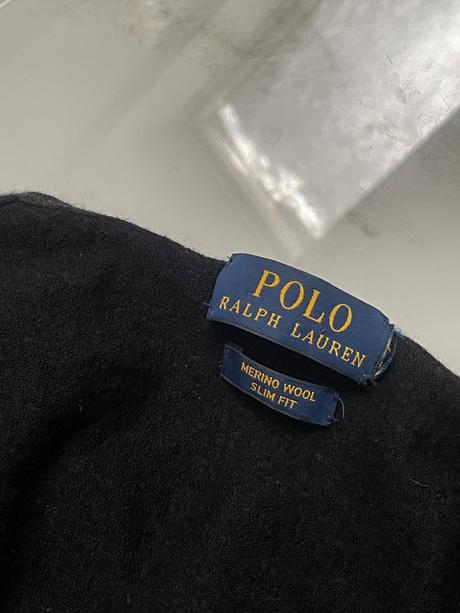 POLO
RALPH LAUREN
MERINO WOOL
SLIM FIT